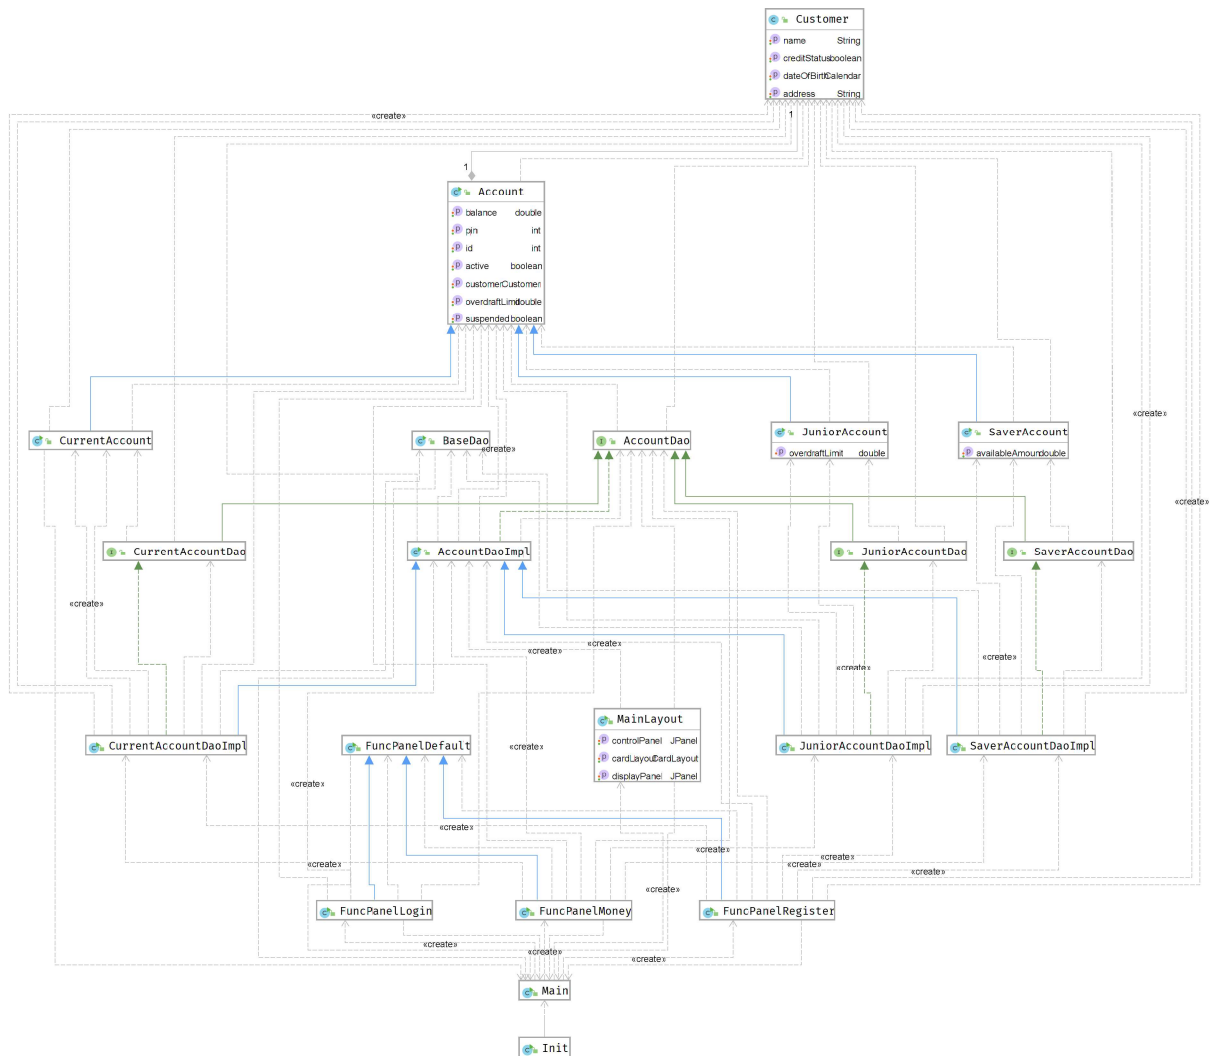 Customer
name String
creditStatus boolean
dateOfBirth Calendar
address String
«create»
1
1
Account
balance double
pin int
id int
active boolean
customer Customer
overdraftLimit double
suspended boolean
«create»
CurrentAccount
BaseDao
«create»
AccountDao
JuniorAccount
overdraftLimit double
SaverAccount
availableAmount double
«create»
CurrentAccountDao
AccountDaoImpl
JuniorAccountDao
SaverAccountDao
«create»
«create»
«create»
«create»
«create»
CurrentAccountDaoImpl
FuncPanelDefault
MainLayout
controlPanel JPanel
cardLayout CardLayout
displayPanel JPanel
JuniorAccountDaoImpl
SaverAccountDaoImpl
«create»
«create»
«create»
«create»
«create»
«create»
«create»
«create»
FuncPanelLogin
FuncPanelMoney
FuncPanelRegister
«create»
«create»
«create»
Main
Init